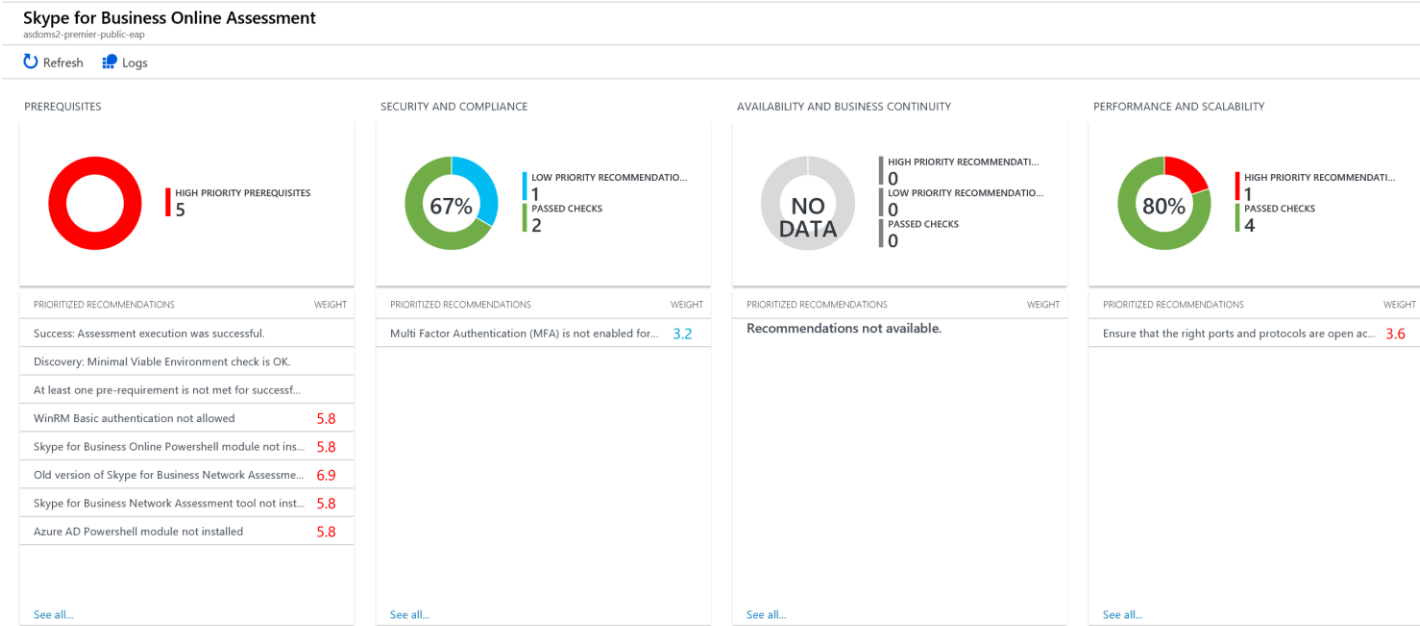 Skype for Business Online Assessment
asdoms2-premier-public-eap
Refresh Logs
PREREQUISITES
HIGH PRIORITY PREREQUISITES
5
PRIORITIZED RECOMMENDATIONS WEIGHT
Success: Assessment execution was successful.
Discovery: Minimal Viable Environment check is OK.
At least one pre-requirement is not met for successf...
WinRM Basic authentication not allowed 5.8
Skype for Business Online Powershell module not ins... 5.8
Old version of Skype for Business Network Assessme... 6.9
Skype for Business Network Assessment tool not inst... 5.8
Azure AD Powershell module not installed 5.8
See all...
SECURITY AND COMPLIANCE
67%
LOW PRIORITY RECOMMENDATIO...
1
PASSED CHECKS
2
PRIORITIZED RECOMMENDATIONS WEIGHT
Multi Factor Authentication (MFA) is not enabled for... 3.2
See all...
AVAILABILITY AND BUSINESS CONTINUITY
NO
DATA
HIGH PRIORITY RECOMMENDATI...
0
LOW PRIORITY RECOMMENDATIO...
0
PASSED CHECKS
0
PRIORITIZED RECOMMENDATIONS WEIGHT
Recommendations not available.
See all...
PERFORMANCE AND SCALABILITY
80%
HIGH PRIORITY RECOMMENDATI...
1
PASSED CHECKS
4
PRIORITIZED RECOMMENDATIONS WEIGHT
Ensure that the right ports and protocols are open ac... 3.6
See all...